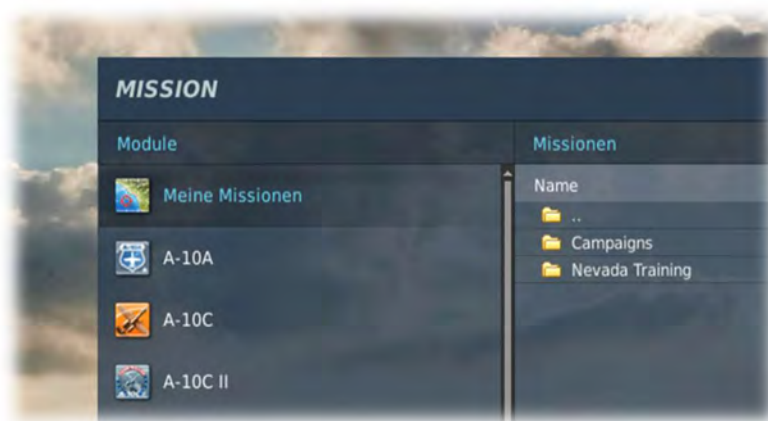 MISSION
Module
Meine Missionen
A-10A
A-10C
A-10C II
Missionen
Name
..
Campaigns
Nevada Training